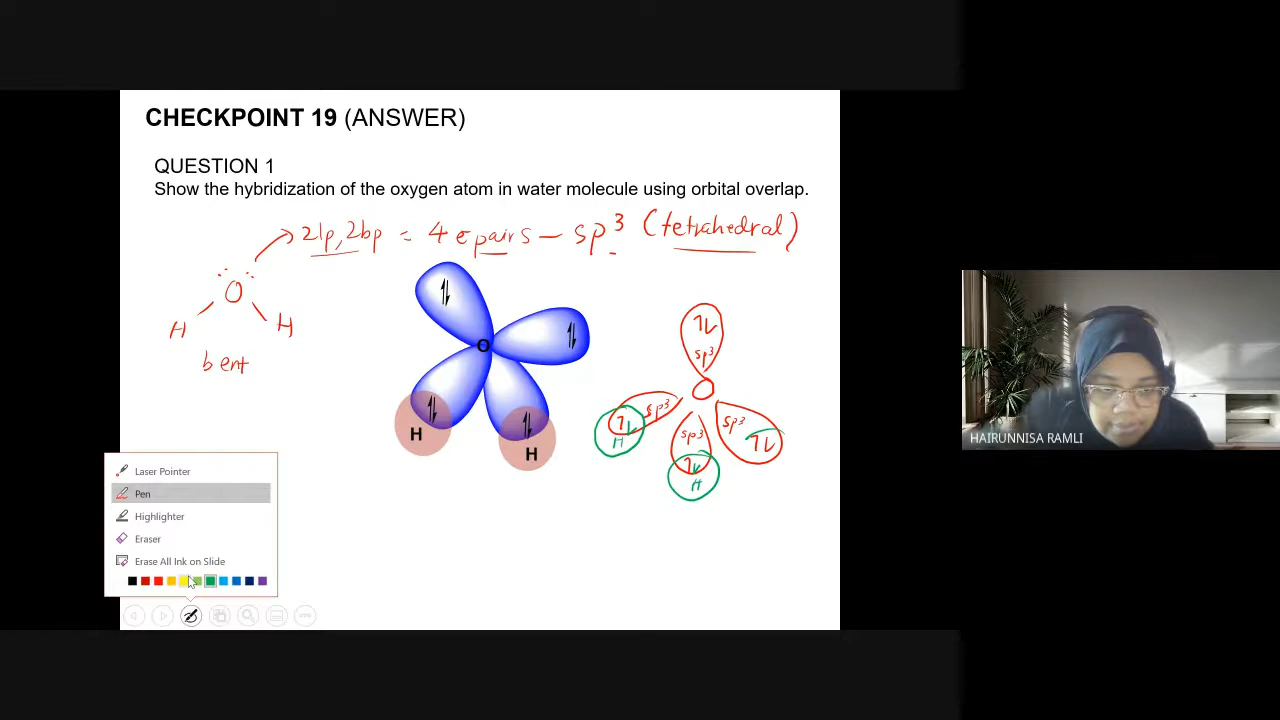 CHECKPOINT 19 (ANSWER)
QUESTION 1
Show the hybridization of the oxygen atom in water molecule using orbital overlap.
2lp, 2bp = 4 e pairs – sp³ (tetrahedral)
O
H H
bent
O
H
H
sp³
O
sp³
sp³
sp³
H
H
HAIRUNNISA RAMLI
Laser Pointer
Pen
Highlighter
Eraser
Erase All Ink on Slide